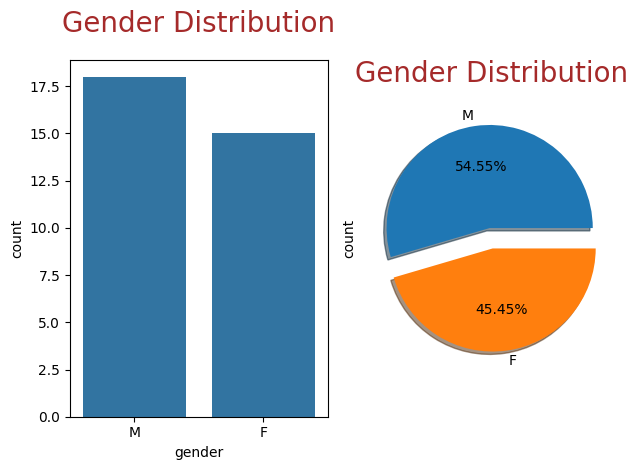 Gender Distribution
17.5
15.0
12.5
10.0
7.5
5.0
2.5
0.0
count
M
F
gender
Gender Distribution
count
M
54.55%
45.45%
F